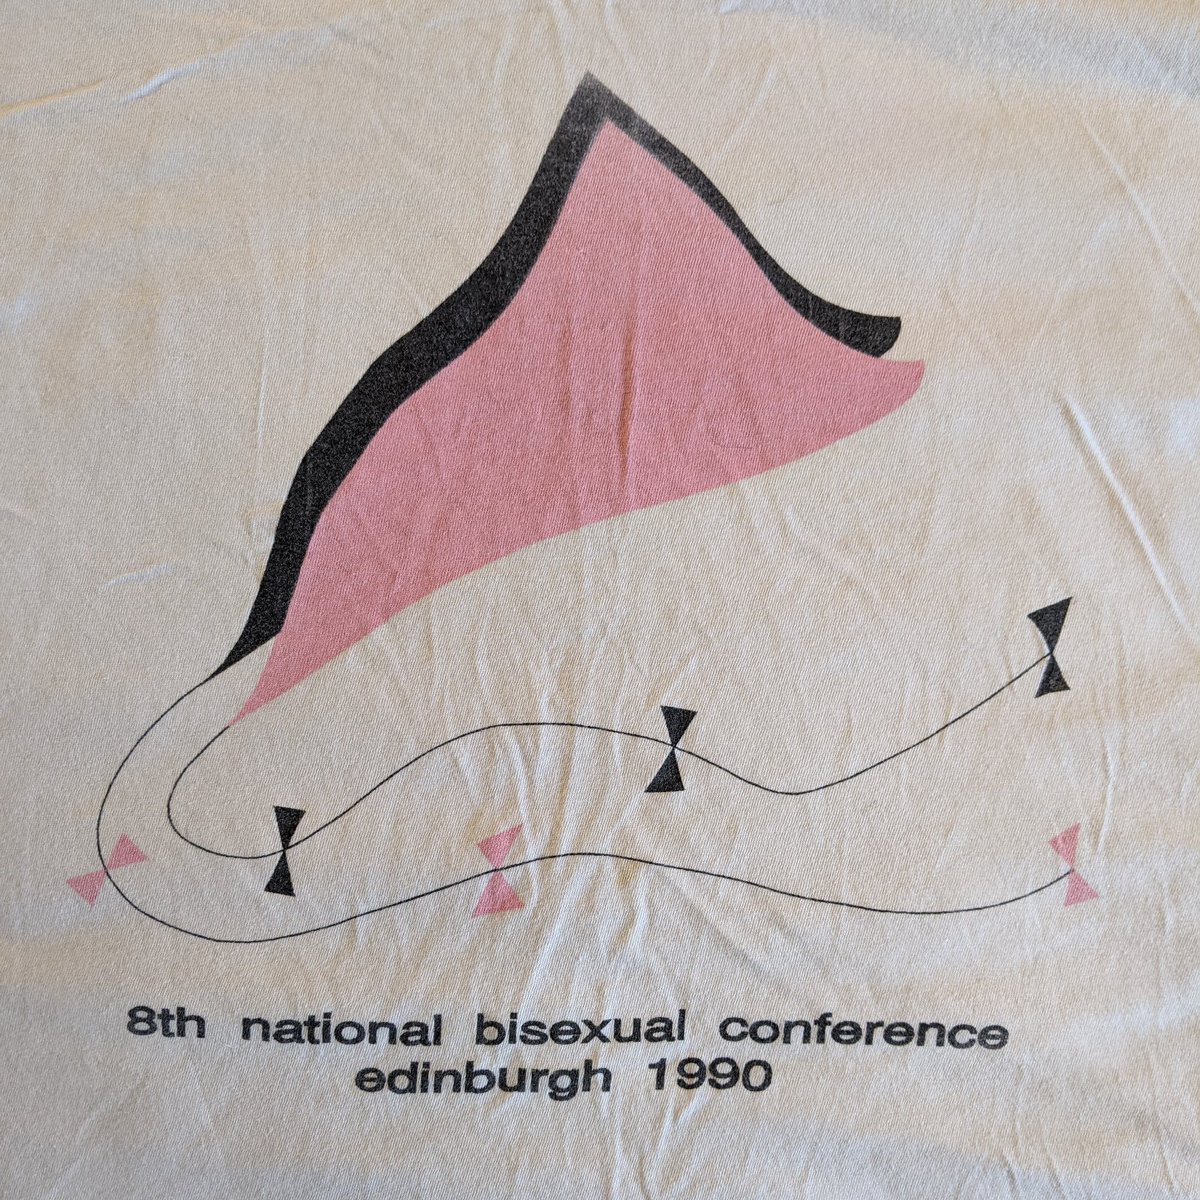 8th national bisexual conference
edinburgh 1990